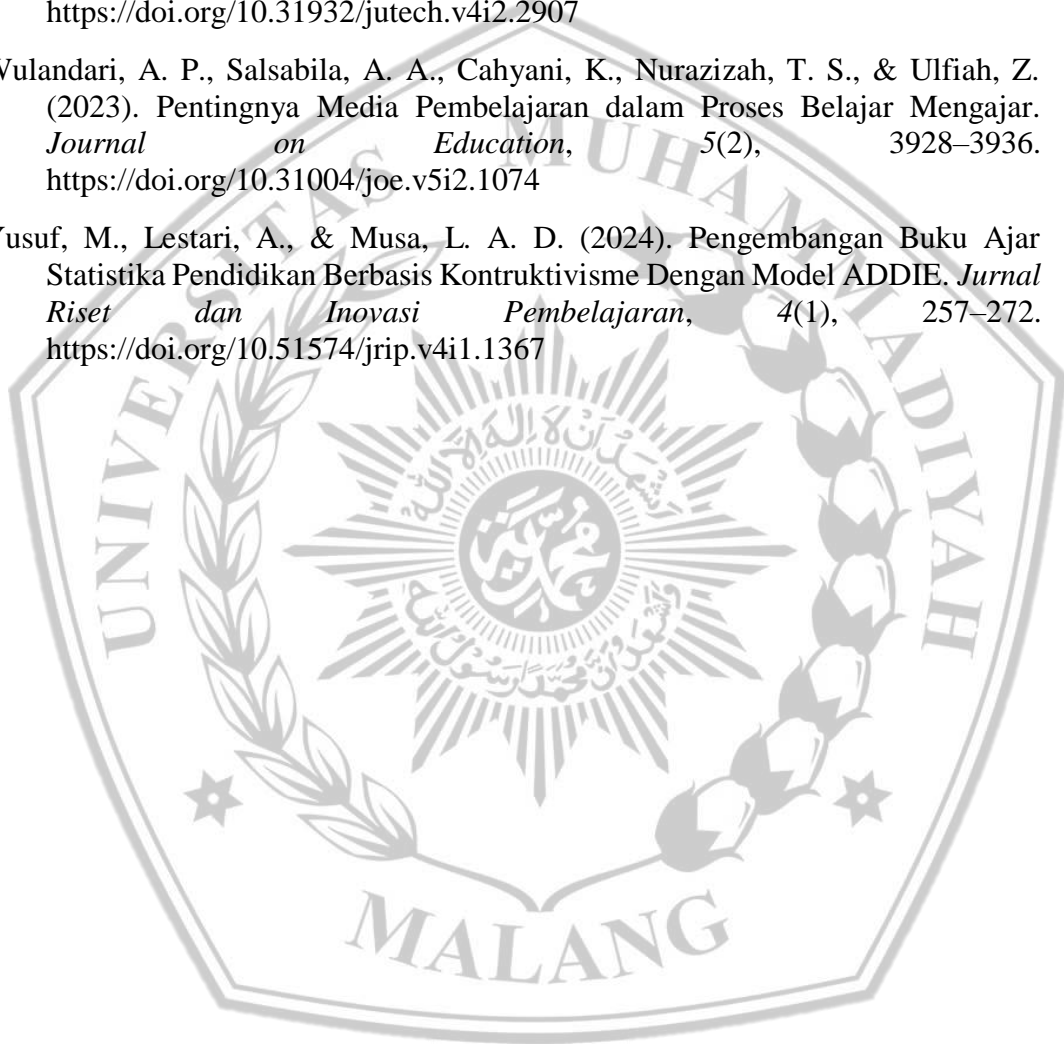 https://doi.org/10.31932/jutech.v4i2.2907
Wulandari, A. P., Salsabila, A. A., Cahyani, K., Nurazizah, T. S., & Ulfiah, Z.
(2023). Pentingnya Media Pembelajaran dalam Proses Belajar Mengajar.
Journal on Education, 5(2), 3928–3936.
https://doi.org/10.31004/joe.v5i2.1074
Yusuf, M., Lestari, A., & Musa, L. A. D. (2024). Pengembangan Buku Ajar
Statistika Pendidikan Berbasis Kontruktivisme Dengan Model ADDIE. Jurnal
Riset dan Inovasi Pembelajaran, 4(1), 257–272.
https://doi.org/10.51574/jrip.v4i1.1367
UNIVERSITAS MUHAMMADIYAH
MALANG